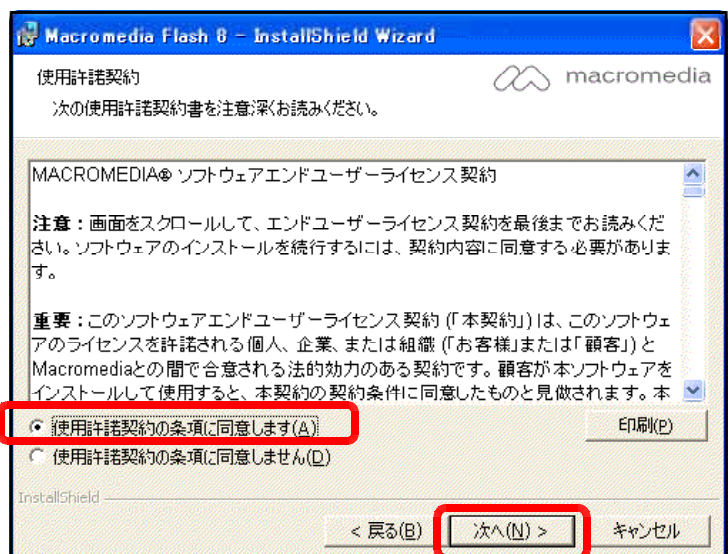 Macromedia Flash 8 - InstallShield Wizard
使用許諾契約
macromedia
次の使用許諾契約書を注意深くお読みください。
MACROMEDIA® ソフトウェアエンドユーザーライセンス契約
注意：画面をスクロールして、エンドユーザーライセンス契約を最後までお読みくだ
さい。ソフトウェアのインストールを続行するには、契約内容に同意する必要がありま
す。
重要：このソフトウェアエンドユーザーライセンス契約 (「本契約」) は、このソフトウェ
アのライセンスを許諾される個人、企業、または組織 (「お客様」または「顧客」) と
Macromediaとの間で合意される法的効力のある契約です。顧客が本ソフトウェアを
インストールして使用すると、本契約の契約条件に同意したものと見做されます。本
使用許諾契約の条項に同意します(A)
印刷(P)
使用許諾契約の条項に同意しません(D)
InstallShield
< 戻る(B)
次へ(N) >
キャンセル